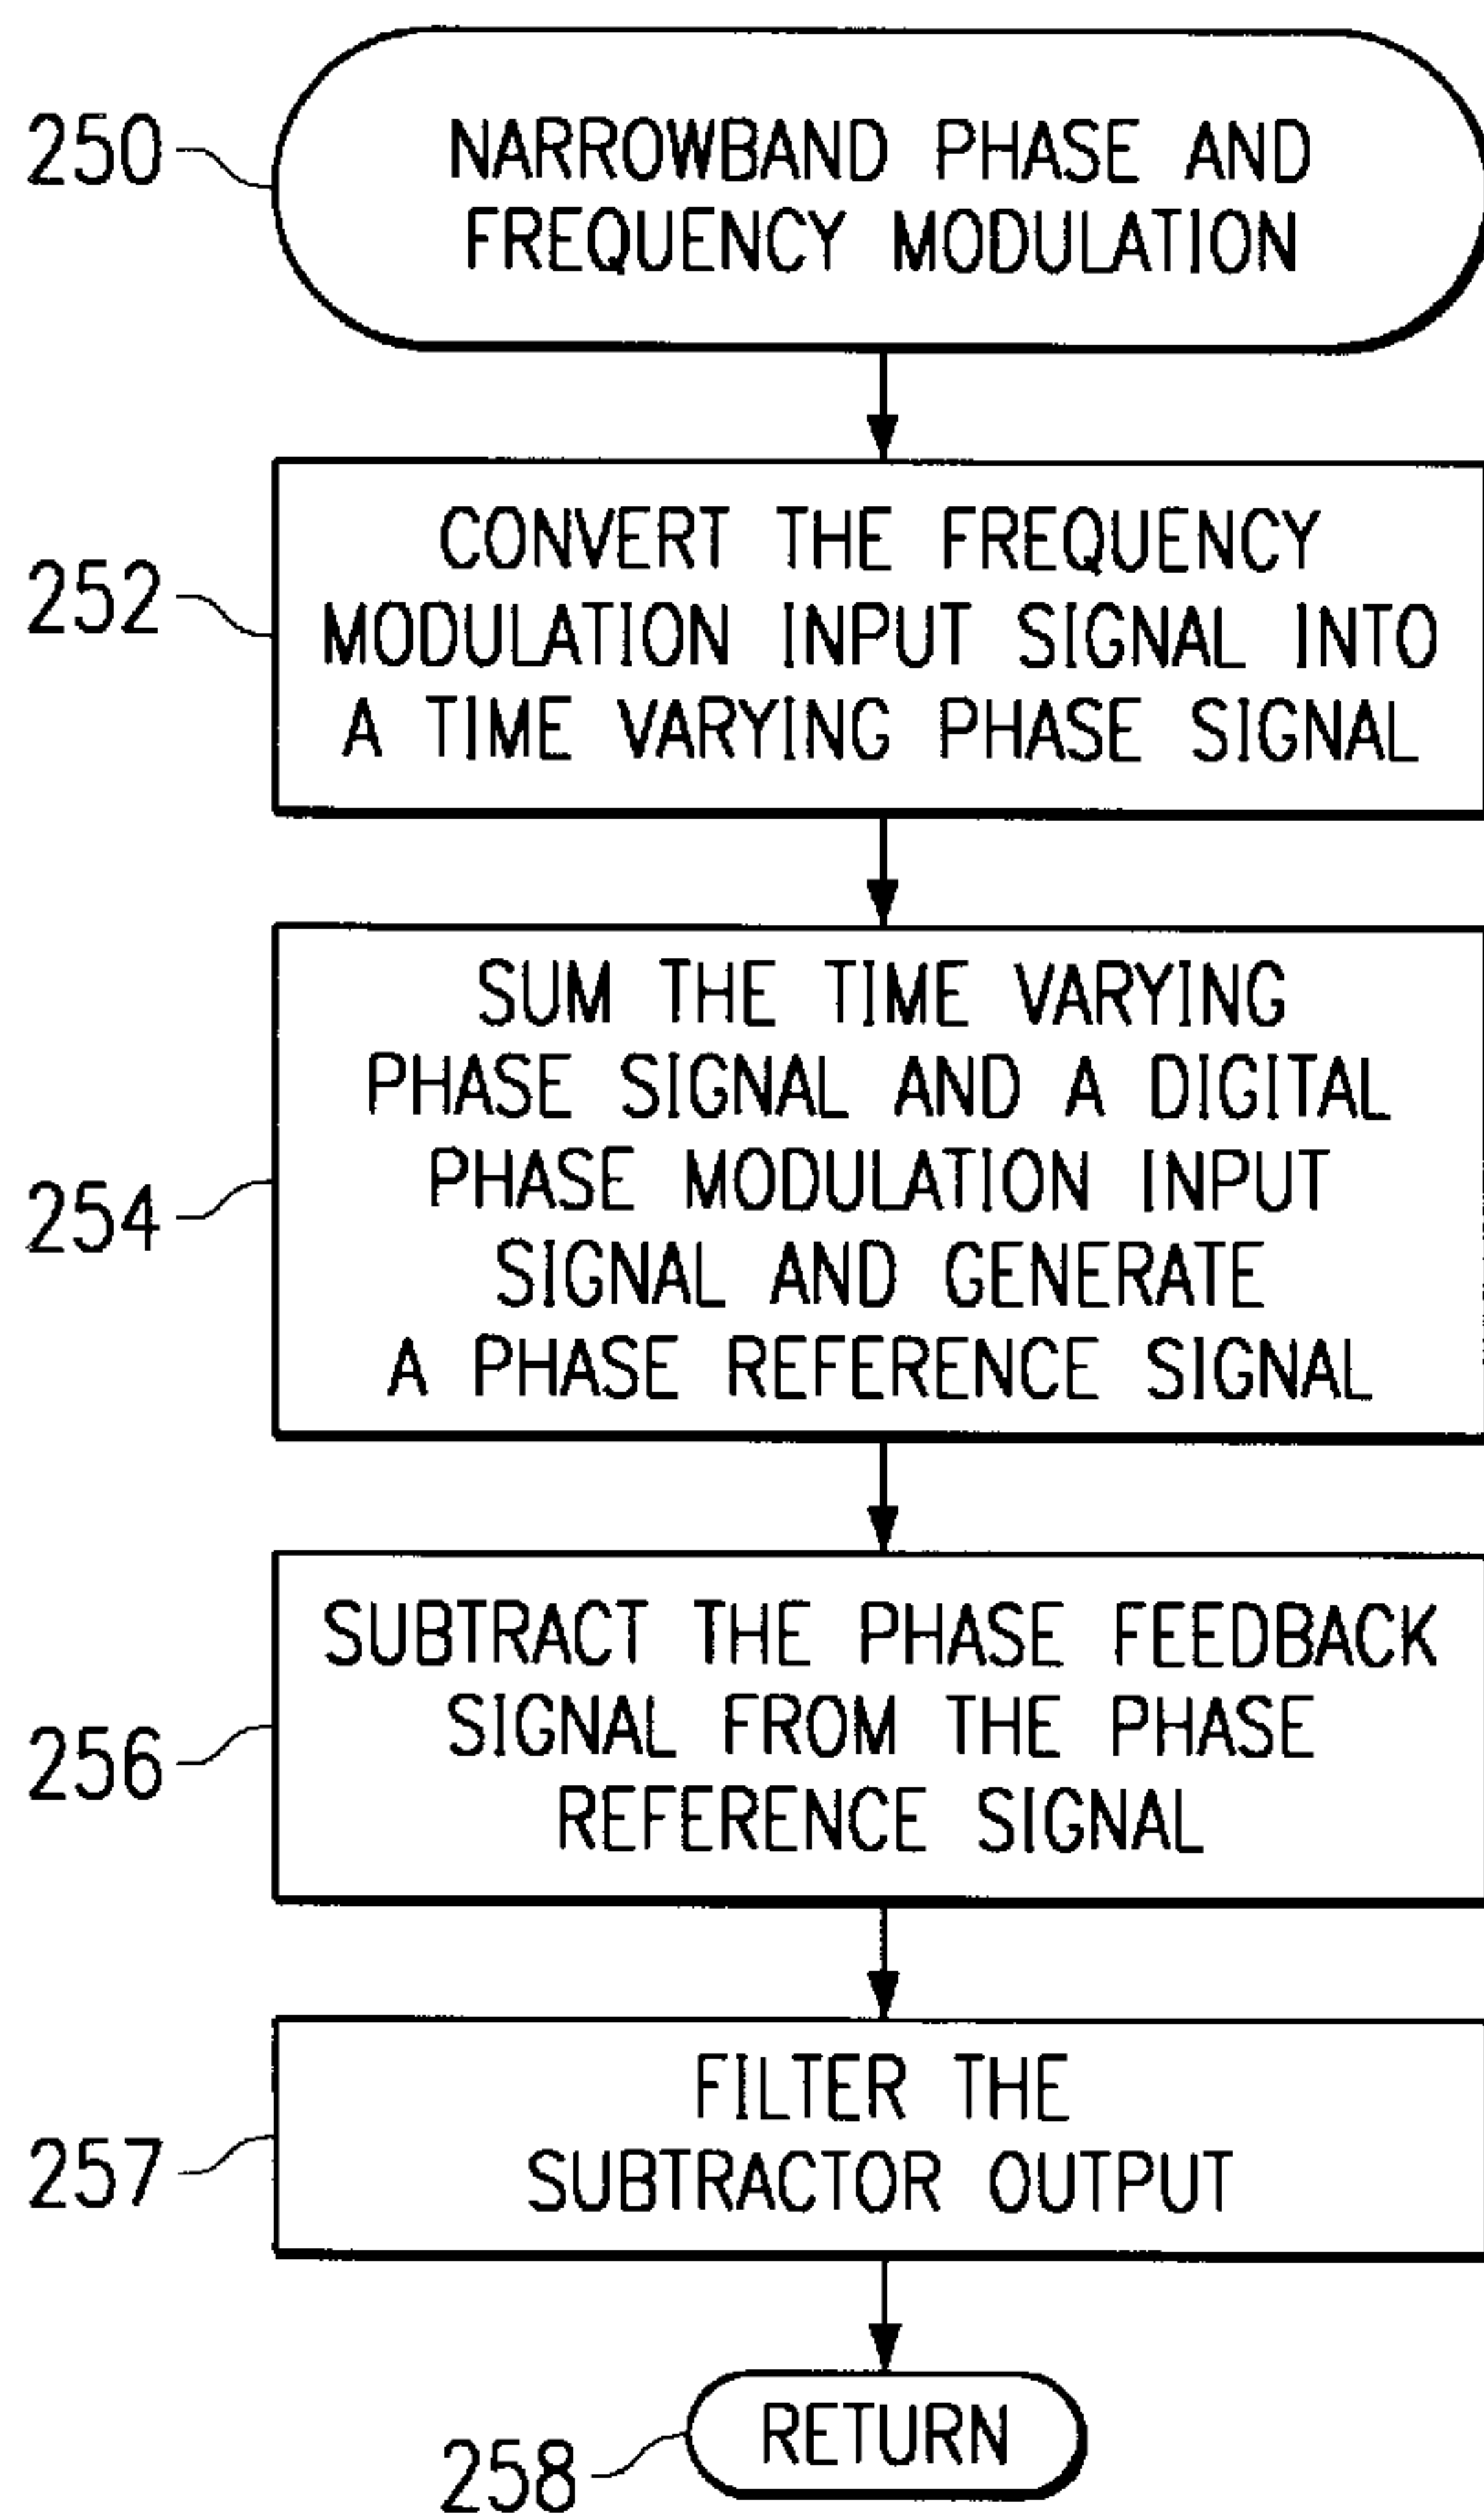 250
NARROWBAND PHASE AND
FREQUENCY MODULATION
252
CONVERT THE FREQUENCY
MODULATION INPUT SIGNAL INTO
A TIME VARYING PHASE SIGNAL
254
SUM THE TIME VARYING
PHASE SIGNAL AND A DIGITAL
PHASE MODULATION INPUT
SIGNAL AND GENERATE
A PHASE REFERENCE SIGNAL
256
SUBTRACT THE PHASE FEEDBACK
SIGNAL FROM THE PHASE
REFERENCE SIGNAL
257
FILTER THE
SUBTRACTOR OUTPUT
258
RETURN